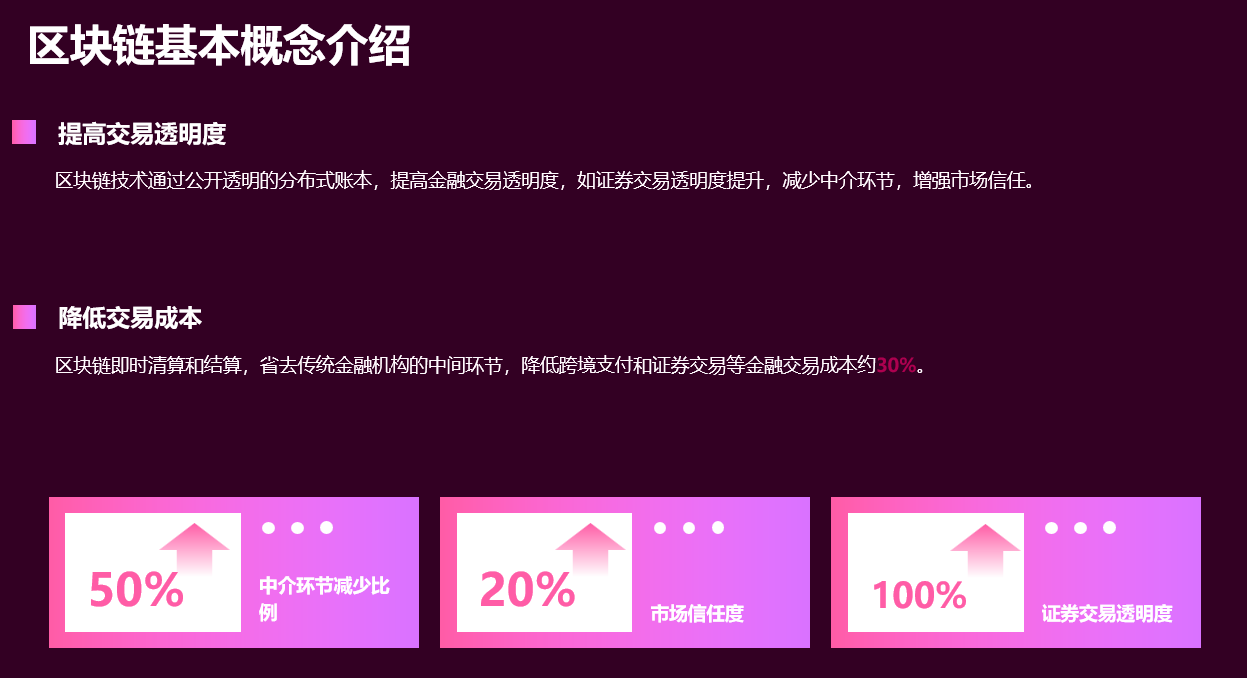 区块链基本概念介绍
提高交易透明度
区块链技术通过公开透明的分布式账本，提高金融交易透明度，如证券交易透明度提升，减少中介环节，增强市场信任。
降低交易成本
区块链即时清算和结算，省去传统金融机构的中间环节，降低跨境支付和证券交易等金融交易成本约30%。
50%
中介环节减少比
例
20%
市场信任度
100%
证券交易透明度